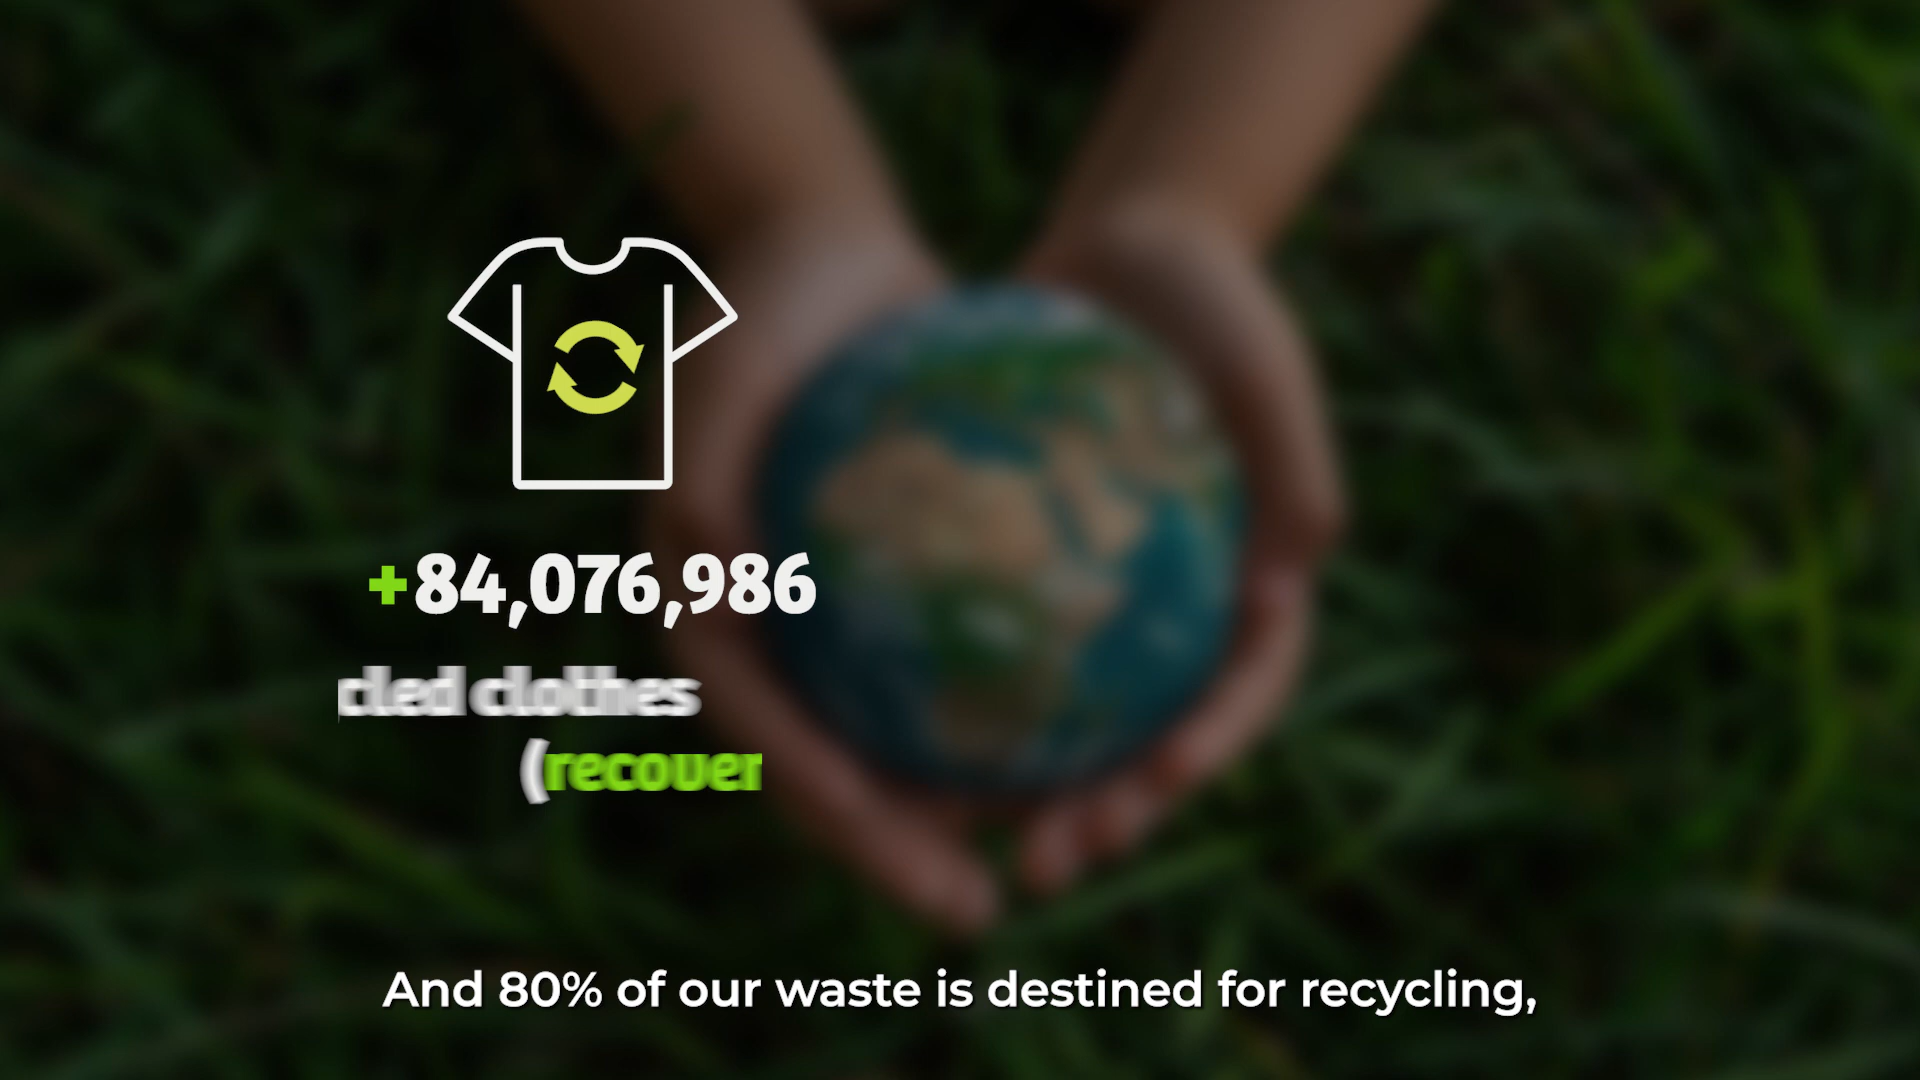 +84,076,986
cled clothes
(recover
And 80% of our waste is destined for recycling,